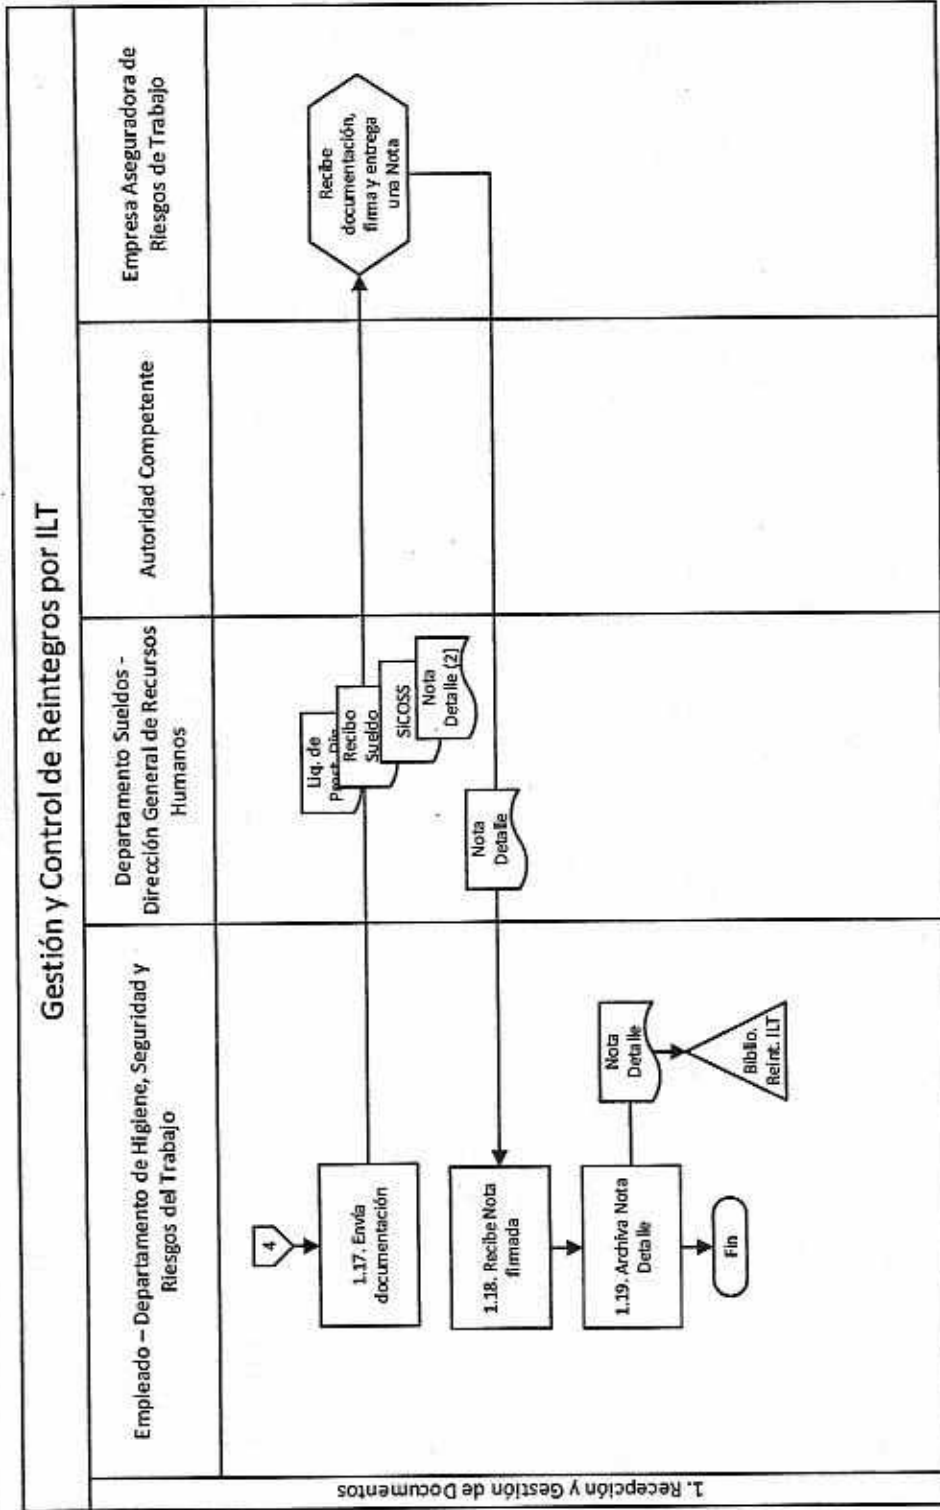 Gestión y Control de Reintegros por ILT
Empleado – Departamento de Higiene, Seguridad y
Riesgos del Trabajo
Departamento Sueldos -
Dirección General de Recursos
Humanos
Autoridad Competente
Empresa Aseguradora de
Riesgos de Trabajo
1. Recepción y Gestión de Documentos
4
1.17. Envía
documentación
Liq. de
Recibo
Sueldo
SICOSS
Nota
Detalle (2)
Recibe
documentación,
firma y entrega
una Nota
Nota
Detalle
1.18. Recibe Nota
firmada
1.19. Archiva Nota
Detalle
Nota
Detalle
Biblio.
Reint. ILT
Fin